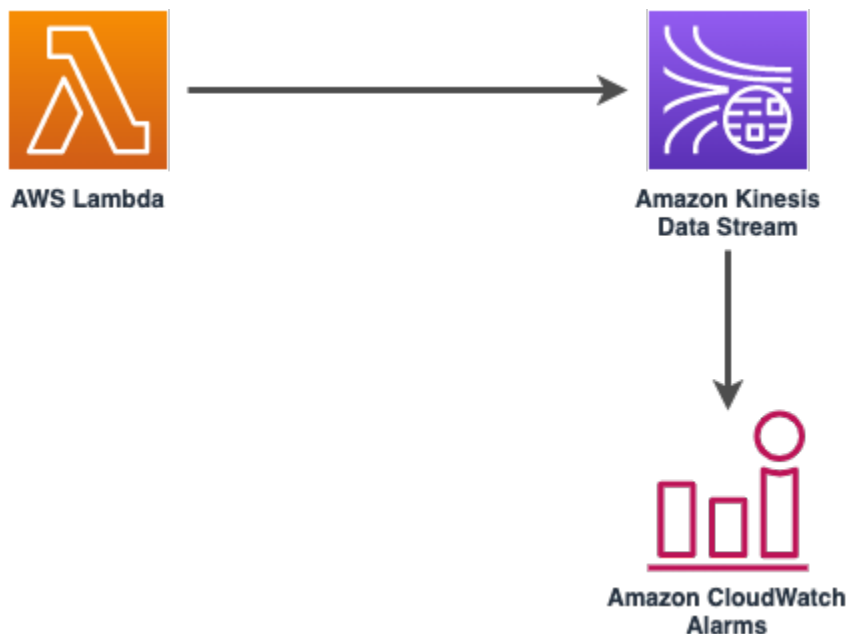 AWS Lambda
Amazon Kinesis
Data Stream
Amazon CloudWatch
Alarms